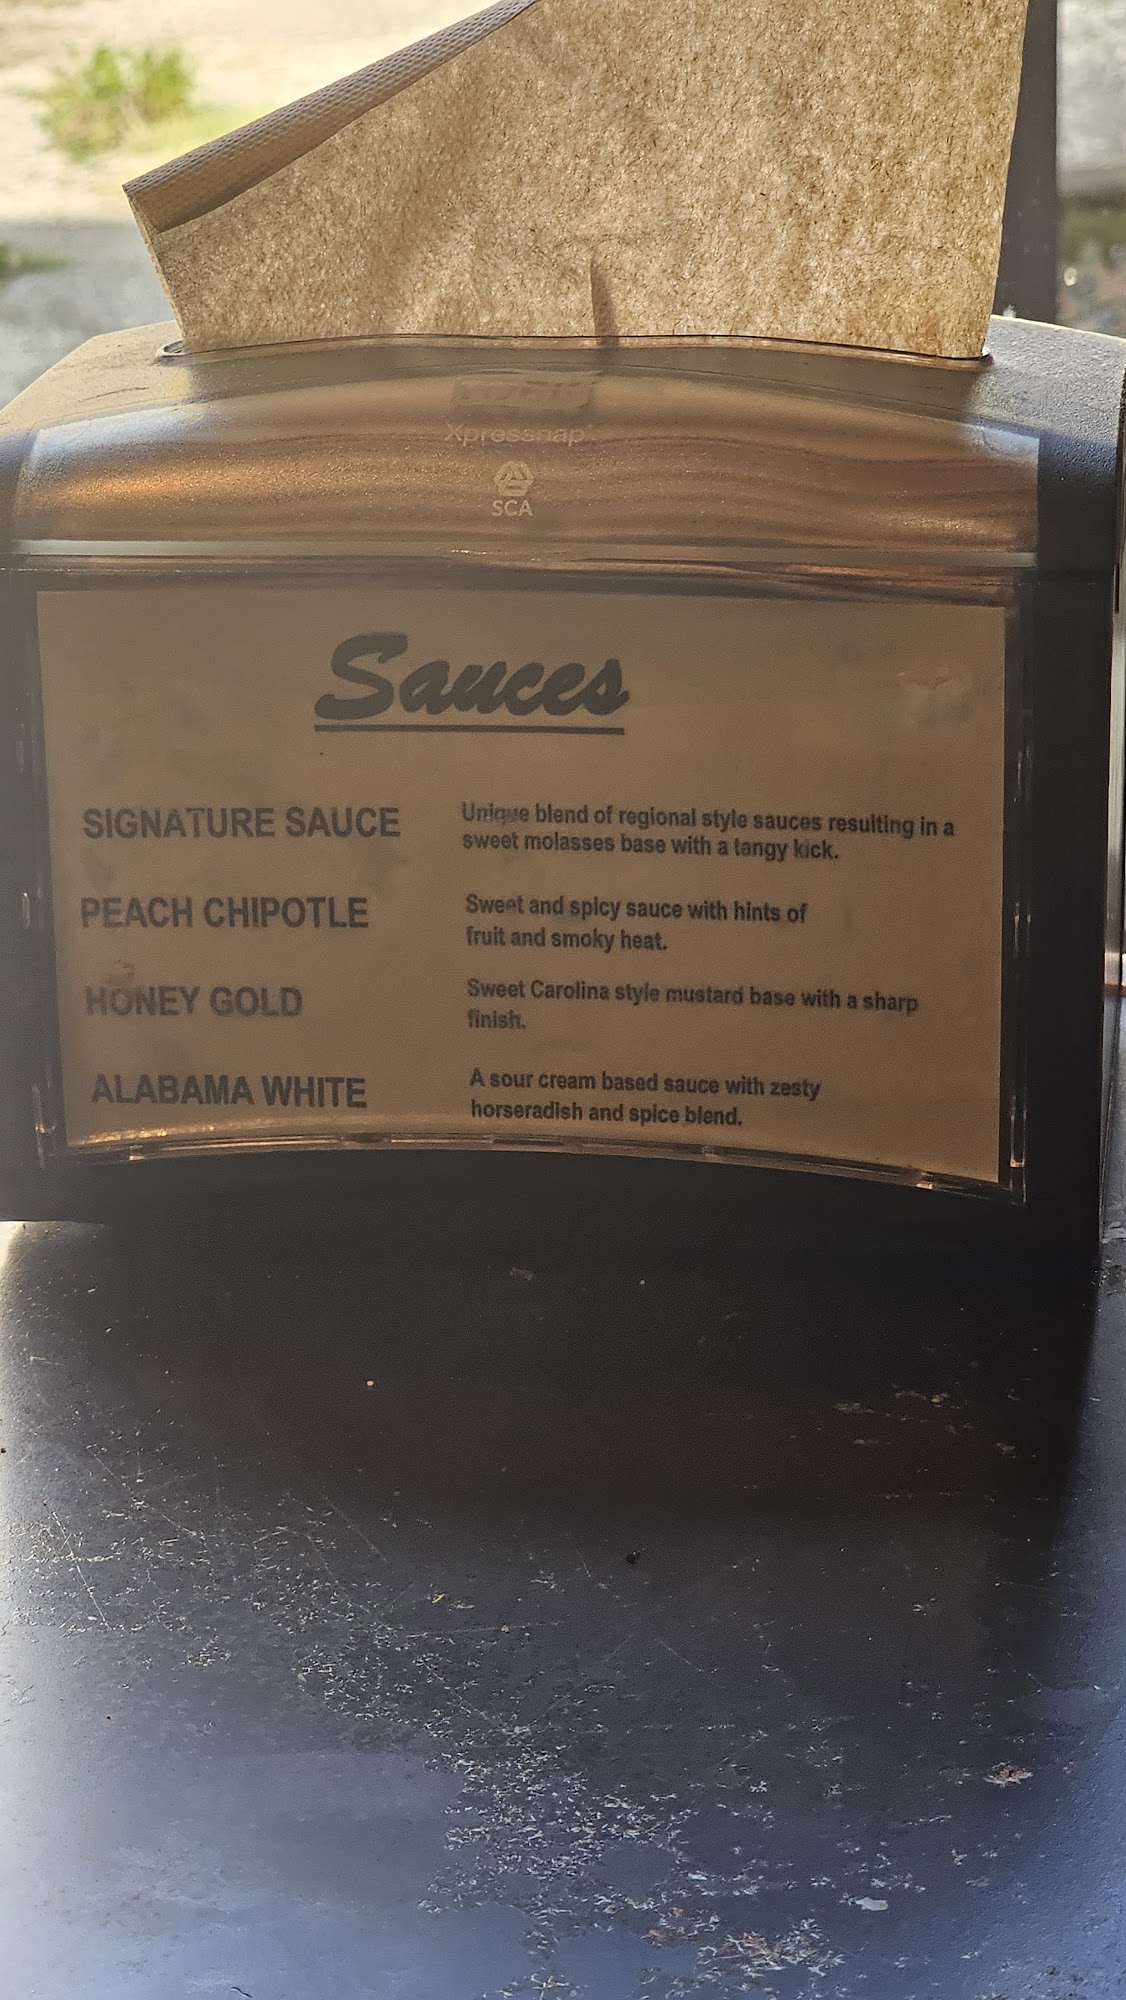 Xpressnap
SCA
Sauces
SIGNATURE SAUCE
Unique blend of regional style sauces resulting in a
sweet molasses base with a tangy kick.
PEACH CHIPOTLE
Sweet and spicy sauce with hints of
fruit and smoky heat.
HONEY GOLD
Sweet Carolina style mustard base with a sharp
finish.
ALABAMA WHITE
A sour cream based sauce with zesty
horseradish and spice blend.